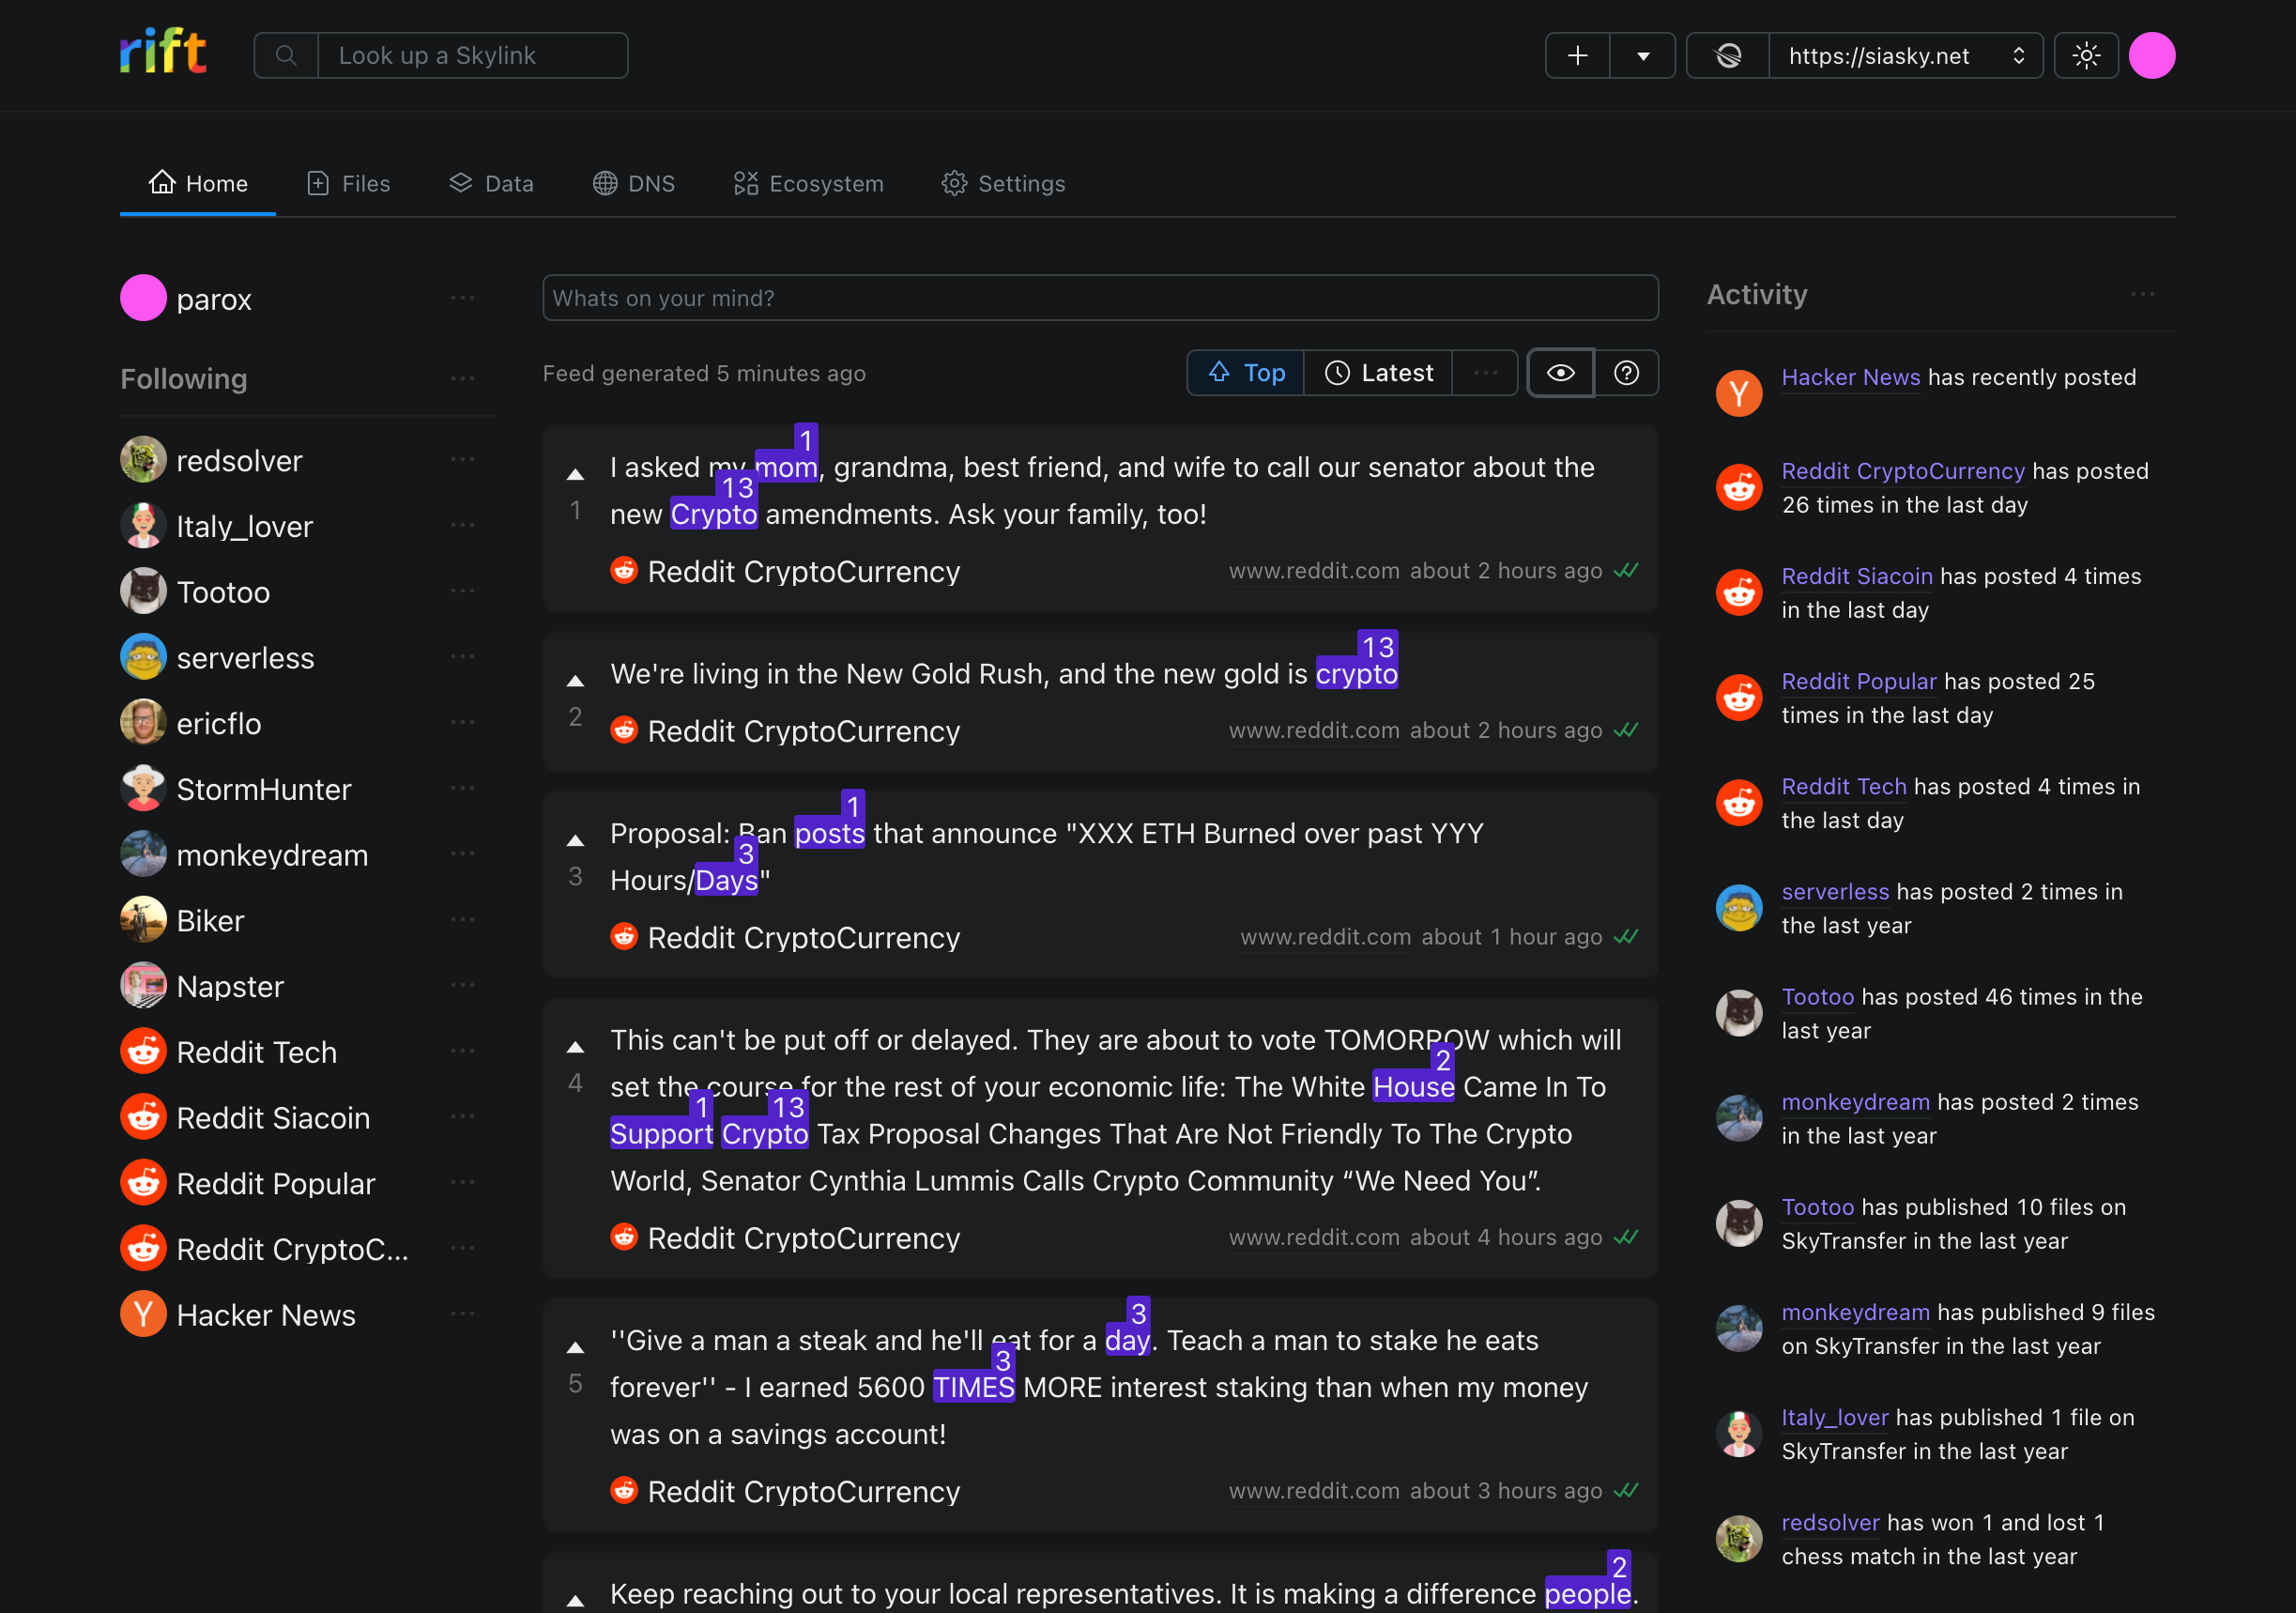 rift
Look up a Skylink
https://siasky.net
Home
Files
Data
DNS
Ecosystem
Settings
parox
Following
redsolver
Italy_lover
Tootoo
serverless
ericflo
StormHunter
monkeydream
Biker
Napster
Reddit Tech
Reddit Siacoin
Reddit Popular
Reddit CryptoC...
Hacker News
Whats on your mind?
Feed generated 5 minutes ago
Top
Latest
1
I asked my mom, grandma, best friend, and wife to call our senator about the
13
new Crypto amendments. Ask your family, too!
1
Reddit CryptoCurrency
www.reddit.com about 2 hours ago
13
We're living in the New Gold Rush, and the new gold is crypto
2
Reddit CryptoCurrency
www.reddit.com about 2 hours ago
1
Proposal: Ban posts that announce "XXX ETH Burned over past YYY
3
Hours/Days"
3
Reddit CryptoCurrency
www.reddit.com about 1 hour ago
This can't be put off or delayed. They are about to vote TOMORROW which will
2
set the course for the rest of your economic life: The White House Came In To
4
1 13
Support Crypto Tax Proposal Changes That Are Not Friendly To The Crypto
World, Senator Cynthia Lummis Calls Crypto Community “We Need You”.
Reddit CryptoCurrency
www.reddit.com about 4 hours ago
3
''Give a man a steak and he'll eat for a day. Teach a man to stake he eats
3
forever'' - I earned 5600 TIMES MORE interest staking than when my money
5
was on a savings account!
Reddit CryptoCurrency
www.reddit.com about 3 hours ago
2
Keep reaching out to your local representatives. It is making a difference people.
Activity
Y
Hacker News has recently posted
Reddit CryptoCurrency has posted
26 times in the last day
Reddit Siacoin has posted 4 times
in the last day
Reddit Popular has posted 25
times in the last day
Reddit Tech has posted 4 times in
the last day
serverless has posted 2 times in
the last year
Tootoo has posted 46 times in the
last year
monkeydream has posted 2 times
in the last year
Tootoo has published 10 files on
SkyTransfer in the last year
monkeydream has published 9 files
on SkyTransfer in the last year
Italy_lover has published 1 file on
SkyTransfer in the last year
redsolver has won 1 and lost 1
chess match in the last year